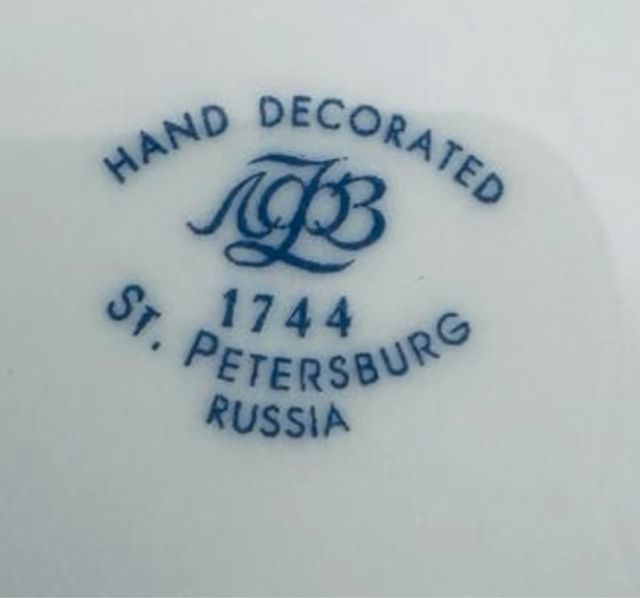 HAND DECORATED
ЛФЗ
1744
ST. PETERSBURG
RUSSIA